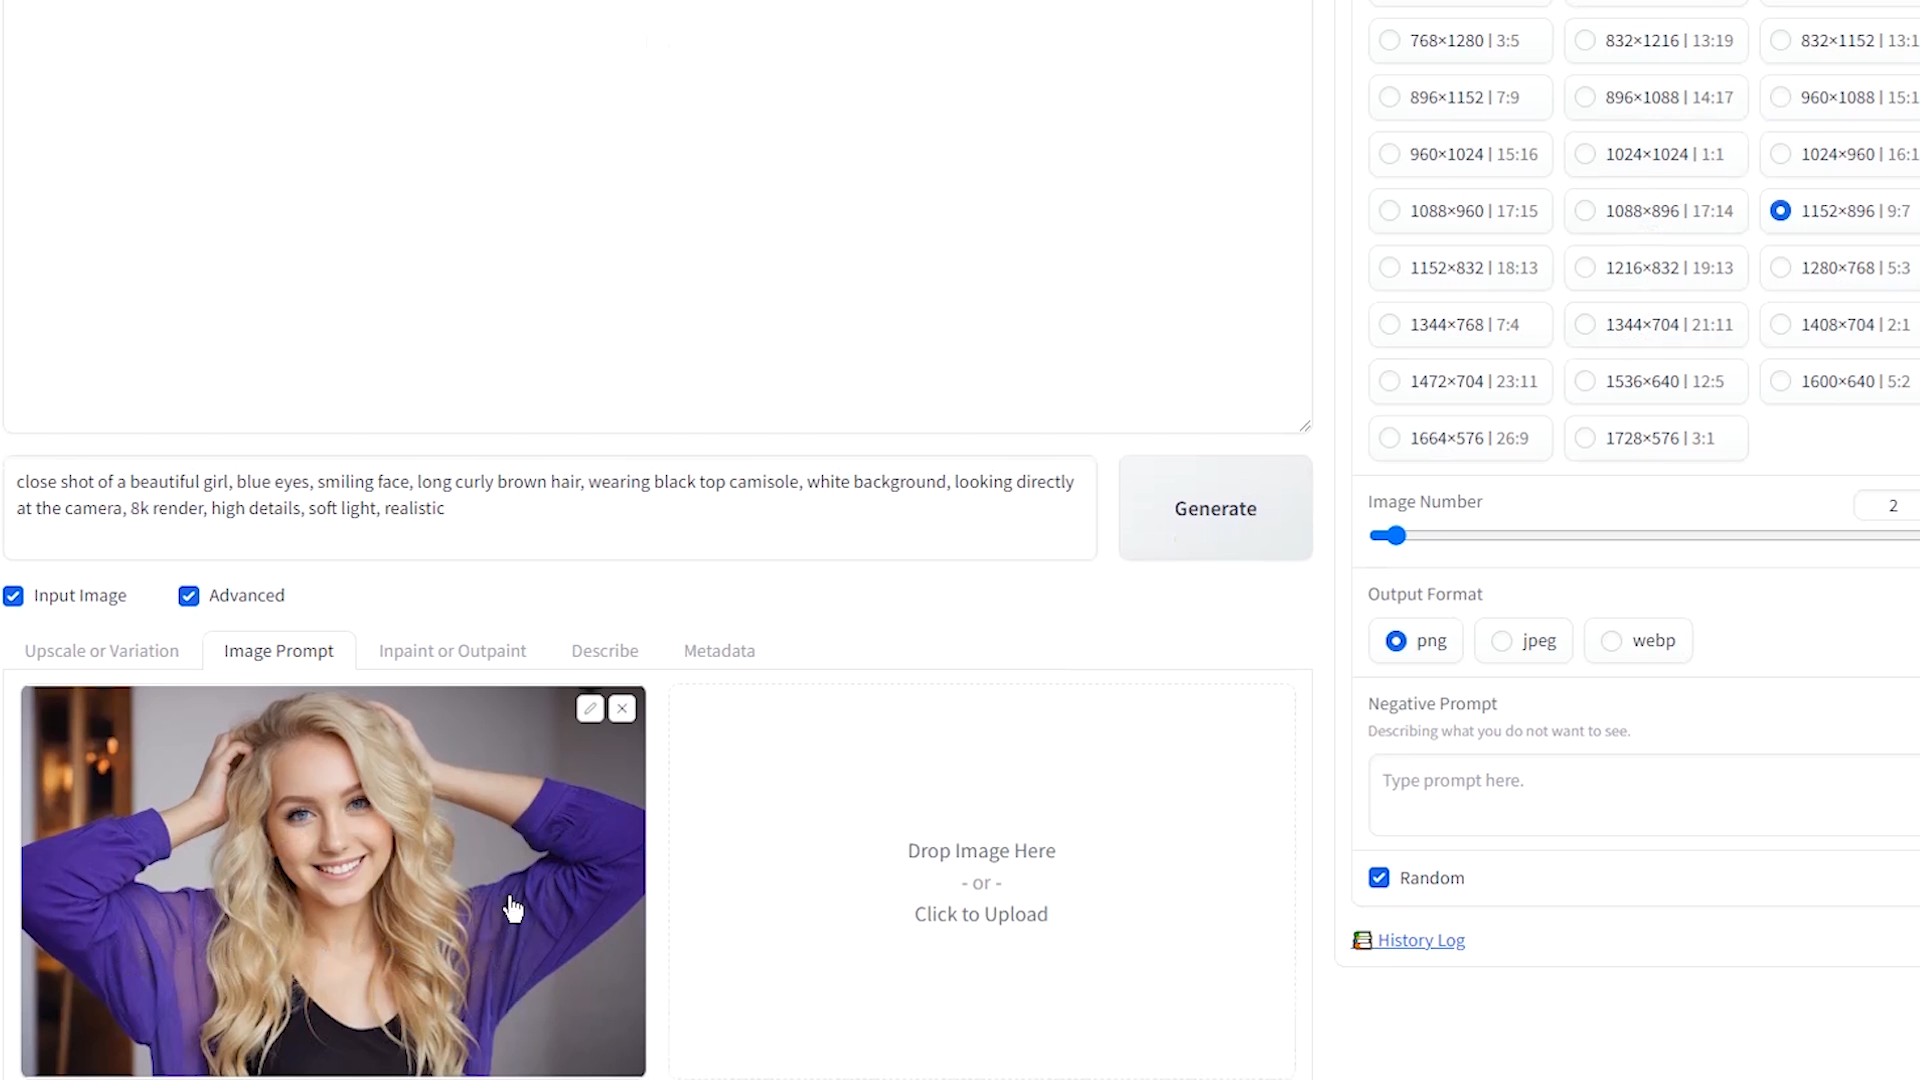 768×1280 | 3:5
832×1216 | 13:19
832×1152 | 13:1
896×1152 | 7:9
896×1088 | 14:17
960×1088 | 15:1
960×1024 | 15:16
1024×1024 | 1:1
1024×960 | 16:1
1088×960 | 17:15
1088×896 | 17:14
1152×896 | 9:7
1152×832 | 18:13
1216×832 | 19:13
1280×768 | 5:3
1344×768 | 7:4
1344×704 | 21:11
1408×704 | 2:1
1472×704 | 23:11
1536×640 | 12:5
1600×640 | 5:2
1664×576 | 26:9
1728×576 | 3:1
close shot of a beautiful girl, blue eyes, smiling face, long curly brown hair, wearing black top camisole, white background, looking directly
at the camera, 8k render, high details, soft light, realistic
Generate
Image Number
2
Input Image
Advanced
Output Format
png
jpeg
webp
Upscale or Variation
Image Prompt
Inpaint or Outpaint
Describe
Metadata
Negative Prompt
Describing what you do not want to see.
Type prompt here.
Drop Image Here
- or -
Click to Upload
Random
History Log